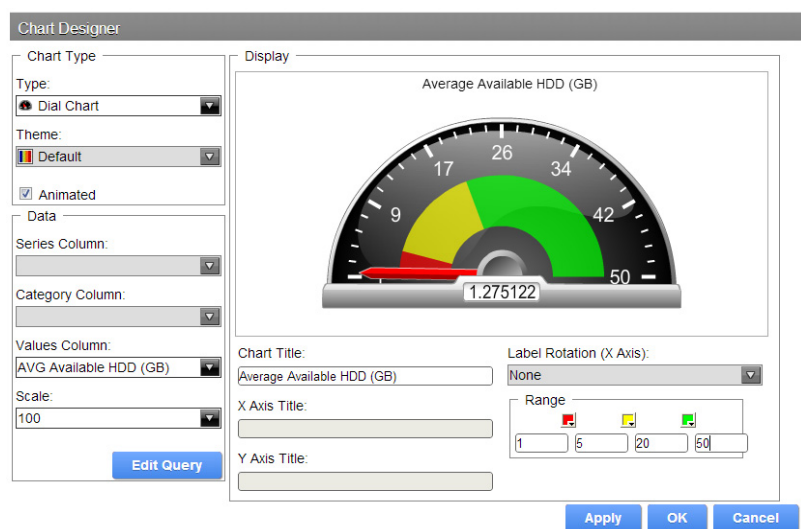 Chart Designer
Chart Type
Type:
Dial Chart
Theme:
Default
Animated
Data
Series Column:
Category Column:
Values Column:
AVG Available HDD (GB)
Scale:
100
Edit Query
Display
Average Available HDD (GB)
9
17
26
34
42
50
1.275122
Chart Title:
Average Available HDD (GB)
X Axis Title:
Y Axis Title:
Label Rotation (X Axis):
None
Range
1 5 20 50
Apply OK Cancel